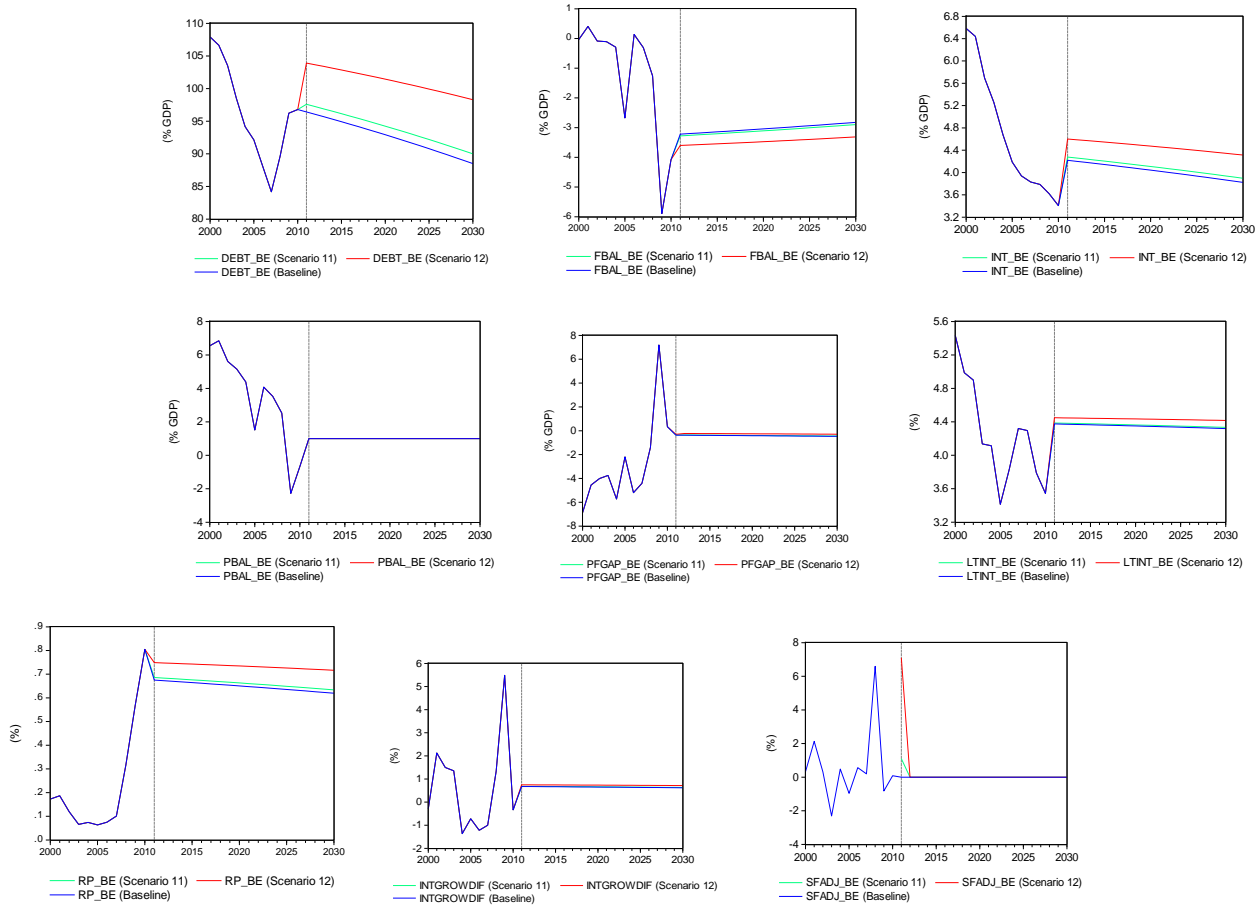 110
105
100
95
90
85
80
(% GDP)
2000 2005 2010 2015 2020 2025 2030
DEBT_BE (Scenario 11) DEBT_BE (Scenario 12)
DEBT_BE (Baseline)
1
0
-1
-2
-3
-4
-5
-6
(% GDP)
2000 2005 2010 2015 2020 2025 2030
FBAL_BE (Scenario 11) FBAL_BE (Scenario 12)
FBAL_BE (Baseline)
6.8
6.4
6.0
5.6
5.2
4.8
4.4
4.0
3.6
3.2
(% GDP)
2000 2005 2010 2015 2020 2025 2030
INT_BE (Scenario 11) INT_BE (Scenario 12)
INT_BE (Baseline)
8
6
4
2
0
-2
-4
(% GDP)
2000 2005 2010 2015 2020 2025 2030
PBAL_BE (Scenario 11) PBAL_BE (Scenario 12)
PBAL_BE (Baseline)
8
6
4
2
0
-2
-4
-6
-8
(% GDP)
2000 2005 2010 2015 2020 2025 2030
PFGAP_BE (Scenario 11) PFGAP_BE (Scenario 12)
PFGAP_BE (Baseline)
5.6
5.2
4.8
4.4
4.0
3.6
3.2
(%)
2000 2005 2010 2015 2020 2025 2030
LTINT_BE (Scenario 11) LTINT_BE (Scenario 12)
LTINT_BE (Baseline)
.9
.8
.7
.6
.5
.4
.3
.2
.1
.0
(%)
2000 2005 2010 2015 2020 2025 2030
RP_BE (Scenario 11) RP_BE (Scenario 12)
RP_BE (Baseline)
6
5
4
3
2
1
0
-1
-2
(%)
2000 2005 2010 2015 2020 2025 2030
INTGROWDIF (Scenario 11) INTGROWDIF (Scenario 12)
INTGROWDIF (Baseline)
8
6
4
2
0
-2
-4
(%)
2000 2005 2010 2015 2020 2025 2030
SFADJ_BE (Scenario 11) SFADJ_BE (Scenario 12)
SFADJ_BE (Baseline)